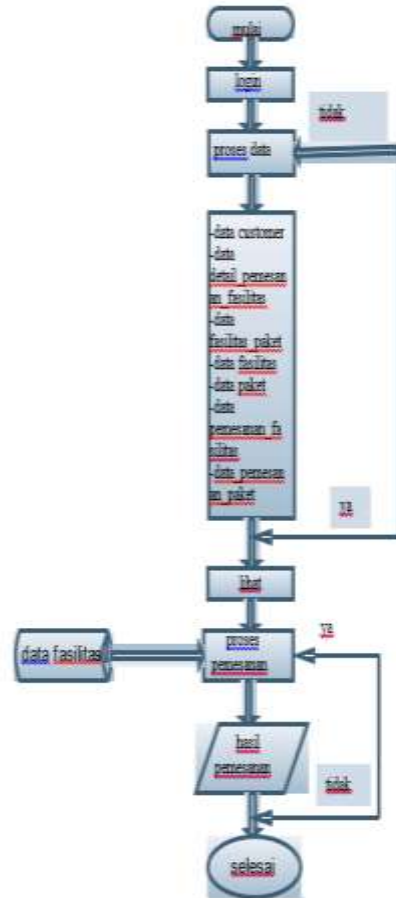 mulai
login
tidak
proses data
-data customer
-data
detail_pemesan
an_fasilitas
-data
fasilitas_paket
-data fasilitas
-data paket
-data
pemesanan_fa
silitas
-data_pemesan
an_paket
ya
lihat
ya
proses
pemesanan
data fasilitas
hasil
pemesanan
tidak
selesai